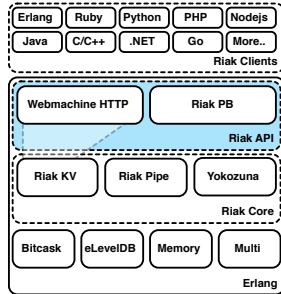 Erlang Ruby Python PHP Nodejs
Java C/C++ .NET Go More..
Riak Clients
Webmachine HTTP Riak PB
Riak API
Riak KV Riak Pipe Yokozuna
Riak Core
Bitcask eLevelDB Memory Multi
Erlang